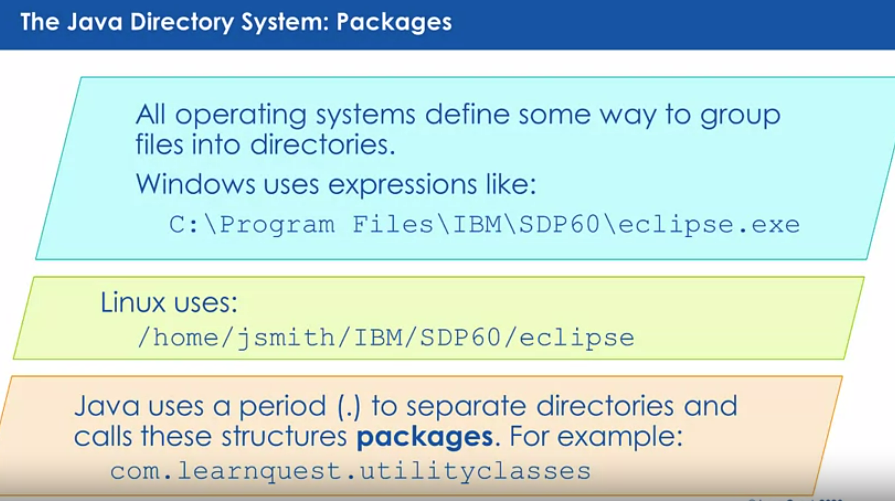 The Java Directory System: Packages
All operating systems define some way to group
files into directories.
Windows uses expressions like:
C:\Program Files\IBM\SDP60\eclipse.exe
Linux uses:
/home/jsmith/IBM/SDP60/eclipse
Java uses a period (.) to separate directories and
calls these structures packages. For example:
com.learnquest.utilityclasses